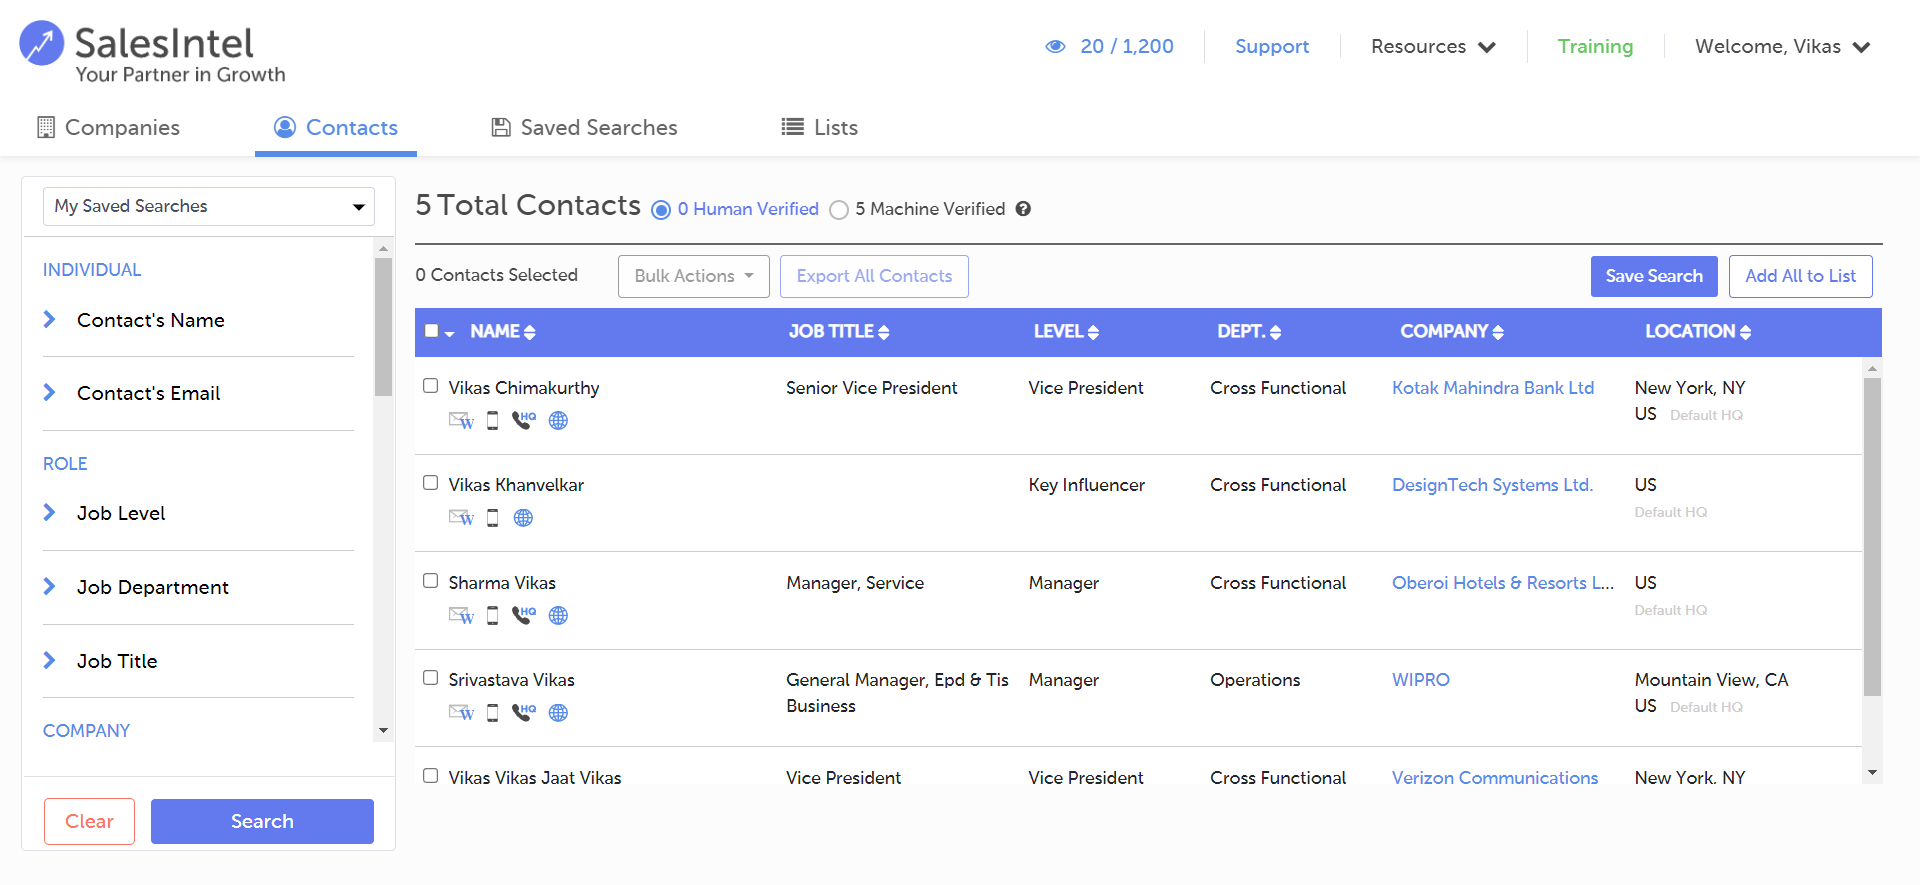 SalesIntel
Your Partner in Growth
20 / 1,200
Support
Resources
Training
Welcome, Vikas
Companies
Contacts
Saved Searches
Lists
My Saved Searches
INDIVIDUAL
Contact's Name
Contact's Email
ROLE
Job Level
Job Department
Job Title
COMPANY
Clear
Search
5 Total Contacts 0 Human Verified 5 Machine Verified ?
0 Contacts Selected Bulk Actions Export All Contacts Save Search Add All to List
NAME JOB TITLE LEVEL DEPT. COMPANY LOCATION
Vikas Chimakurthy Senior Vice President Vice President Cross Functional Kotak Mahindra Bank Ltd New York, NY
W HQ US Default HQ
Vikas Khanvelkar Key Influencer Cross Functional DesignTech Systems Ltd. US
W Default HQ
Sharma Vikas Manager, Service Manager Cross Functional Oberoi Hotels & Resorts L... US
W HQ Default HQ
Srivastava Vikas General Manager, Epd & Tis Manager Operations WIPRO Mountain View, CA
W HQ Business US Default HQ
Vikas Vikas Jaat Vikas Vice President Vice President Cross Functional Verizon Communications New York, NY